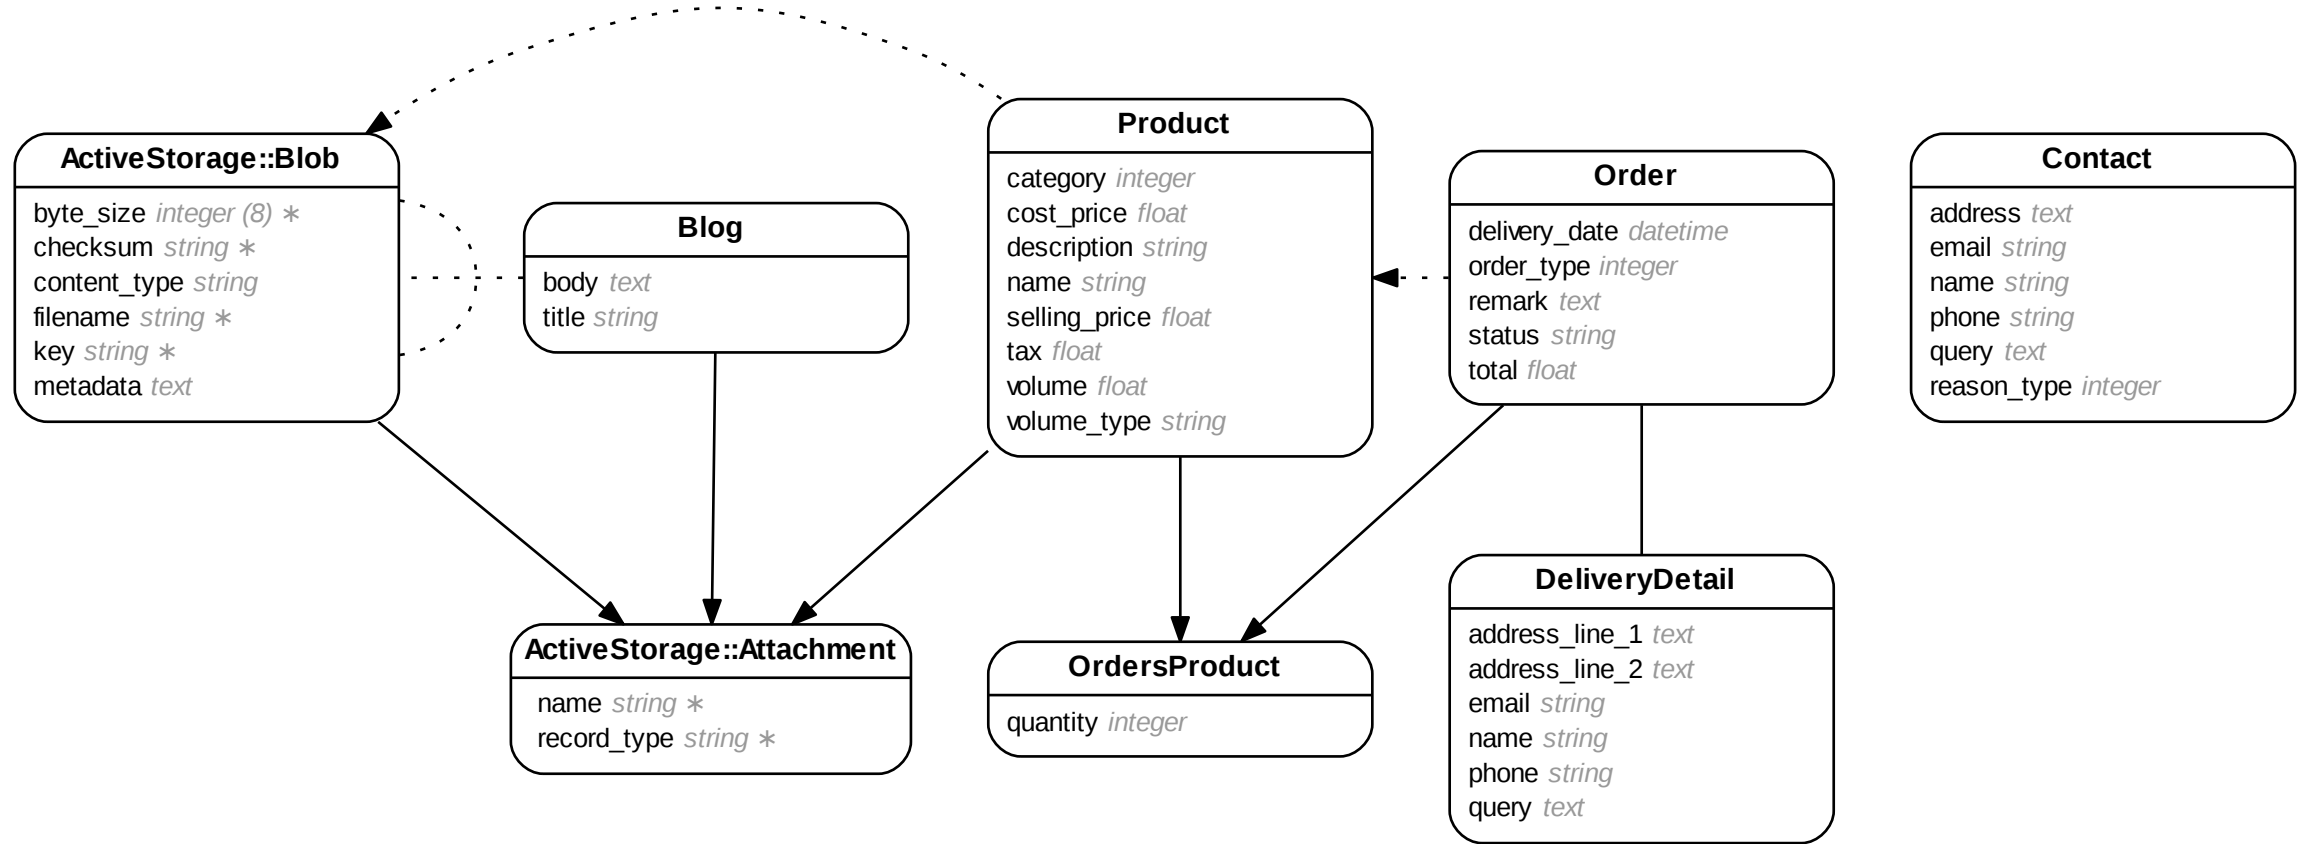 ActiveStorage::Blob
byte_size integer (8) ∗
checksum string ∗
content_type string
filename string ∗
key string ∗
metadata text
Blog
body text
title string
Product
category integer
cost_price float
description string
name string
selling_price float
tax float
volume float
volume_type string
Order
delivery_date datetime
order_type integer
remark text
status string
total float
Contact
address text
email string
name string
phone string
query text
reason_type integer
ActiveStorage::Attachment
name string ∗
record_type string ∗
OrdersProduct
quantity integer
DeliveryDetail
address_line_1 text
address_line_2 text
email string
name string
phone string
query text